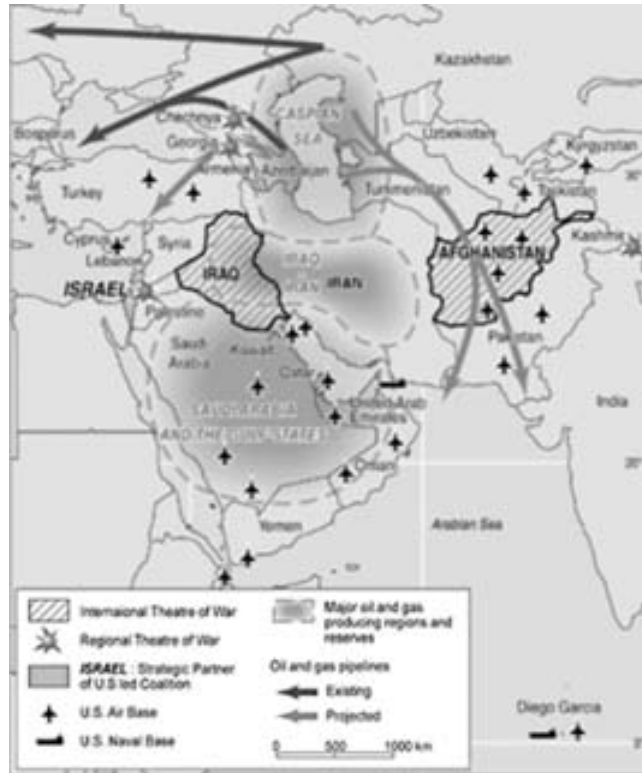 Kazakhstan
CASPIAN
SEA
Chechnya
Bosporus
Georgia
Uzbekistan
Kyrgyzstan
Armenia
Azerbaijan
Turkey
Turkmenistan
Tajikistan
Cyprus
Syria
Lebanon
AFGHANISTAN
Kashmir
ISRAEL
IRAQ
IRAQ
IRAN
IRAN
Palestine
Pakistan
Saudi
Arabia
Kuwait
Qatar
India
United Arab
Emirates
SAUDI ARABIA
AND THE GULF STATES
Oman
20°
Yemen
Arabian Sea
Internaional Theatre of War
Regional Theatre of War
ISRAEL : Strategic Partner
of U.S led Coalition
U.S. Air Base
U.S. Naval Base
Major oil and gas
producing regions and
reserves
Oil and gas pipelines
Existing
Projected
0 500 1000 km
Diego Garcia